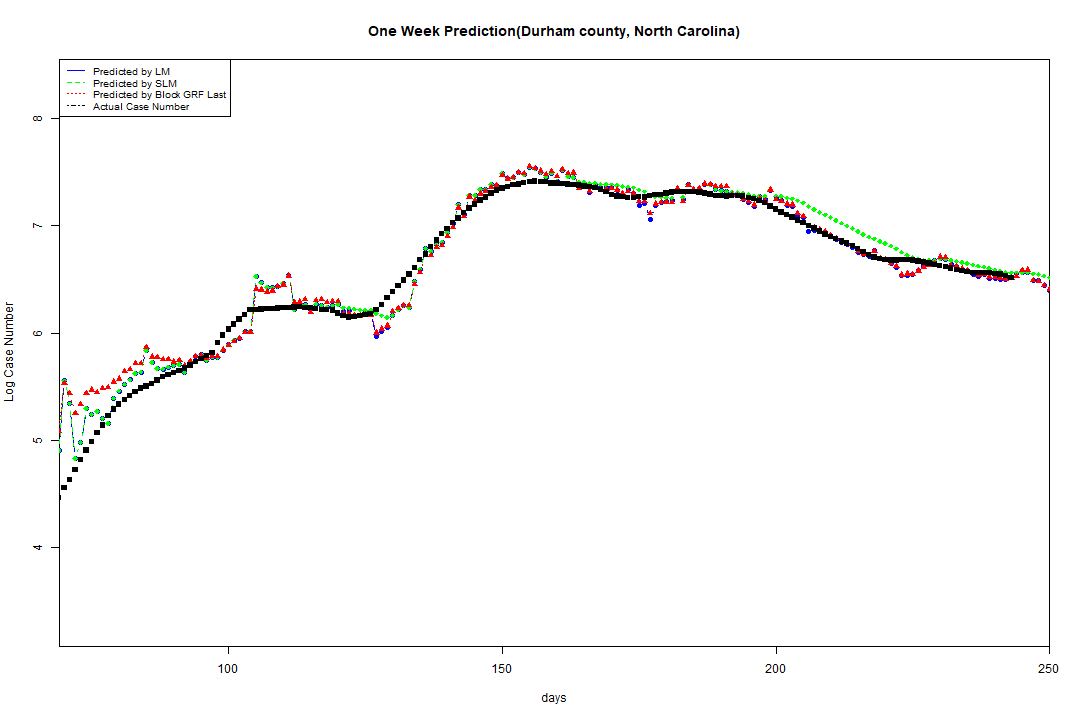 One Week Prediction(Durham county, North Carolina)
Predicted by LM
Predicted by SLM
Predicted by Block GRF Last
Actual Case Number
8
7
6
5
4
Log Case Number
100 150 200 250
days